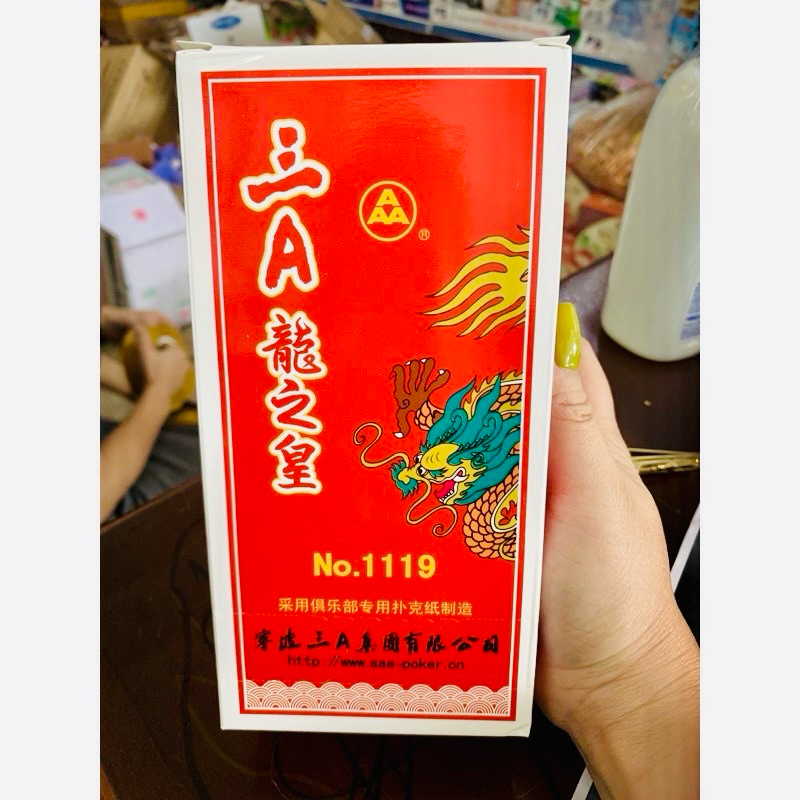 三A龍之皇
A
AA
®
No.1119
采用俱乐部专用扑克纸制造
宁波三A集团有限公司
http://www.aaa-poker.cn